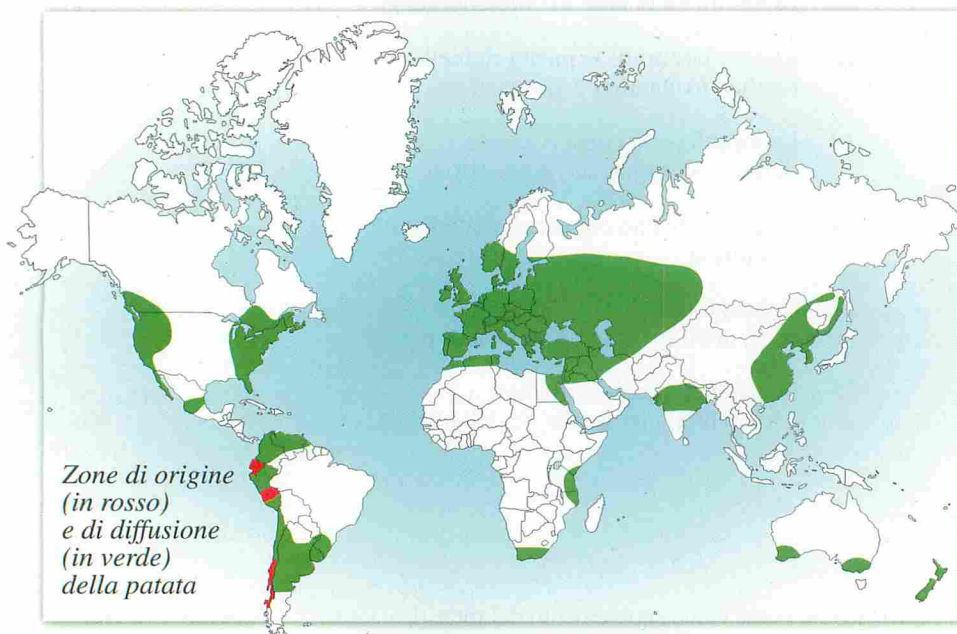 Zone di origine
(in rosso)
e di diffusione
(in verde)
della patata